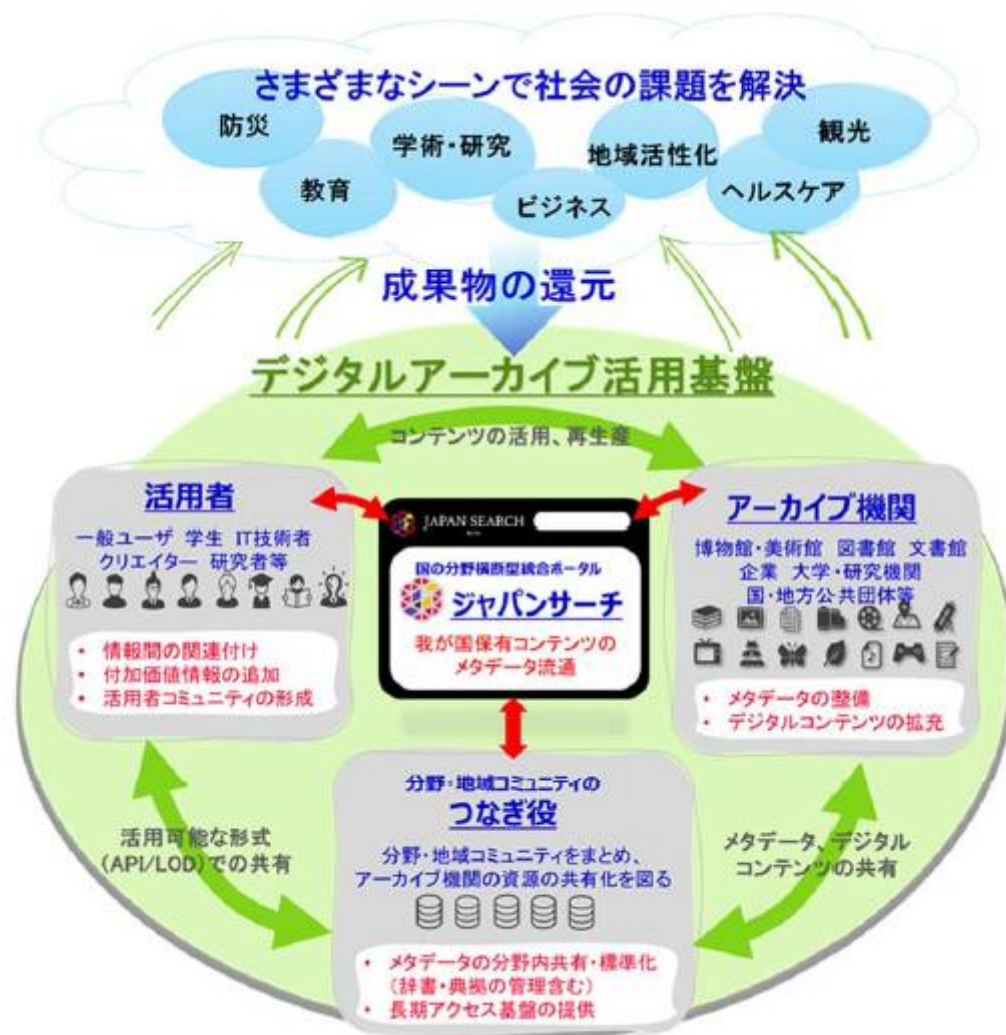 さまざまなシーンで社会の課題を解決
防災
学術・研究
地域活性化
観光
教育
ビジネス
ヘルスケア
成果物の還元
デジタルアーカイブ活用基盤
コンテンツの活用、再生産
活用者
一般ユーザ 学生 IT技術者
クリエイター 研究者等
・ 情報間の関連付け
・ 付加価値情報の追加
・ 活用者コミュニティの形成
JAPAN SEARCH
国の分野横断型統合ポータル
ジャパンサーチ
我が国保有コンテンツの
メタデータ流通
アーカイブ機関
博物館・美術館 図書館 文書館
企業 大学・研究機関
国・地方公共団体等
・ メタデータの整備
・ デジタルコンテンツの拡充
分野・地域コミュニティの
つなぎ役
分野・地域コミュニティをまとめ、
アーカイブ機関の資源の共有化を図る
・ メタデータの分野内共有・標準化
(辞書・典拠の管理含む)
・ 長期アクセス基盤の提供
活用可能な形式
(API/LOD)での共有
メタデータ、デジタル
コンテンツの共有